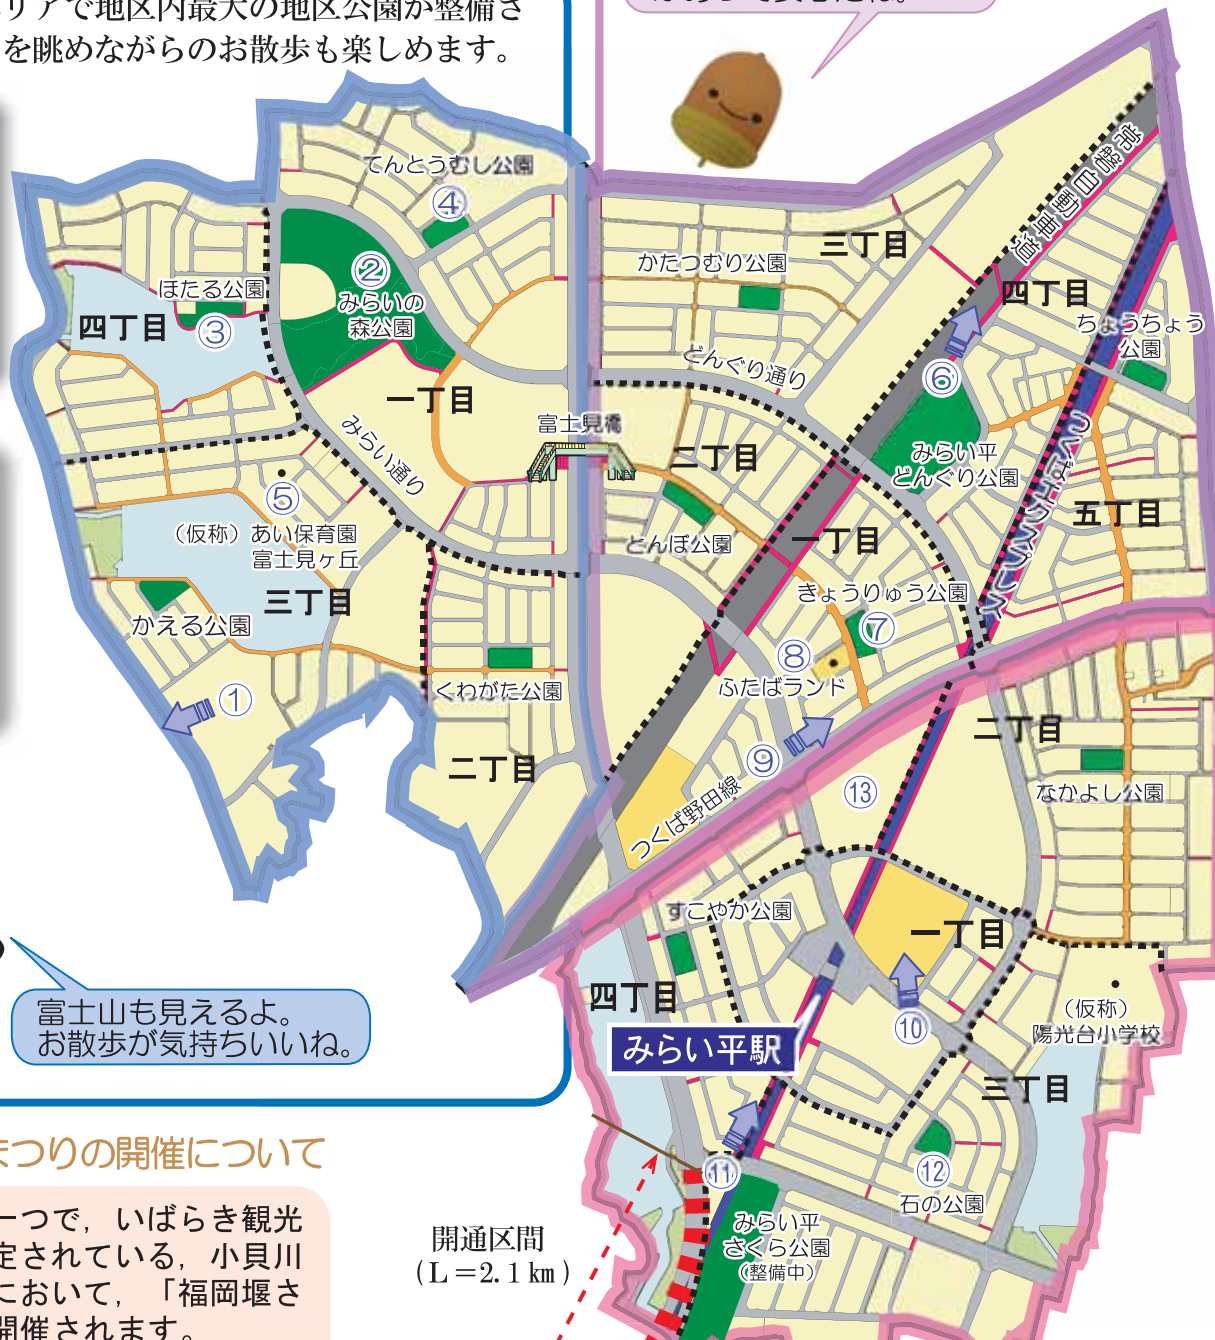 リアで地区内最大の地区公園が整備さ
を眺めながらのお散歩も楽しめます。
てんとうむし公園
④
②
みらいの
森公園
ほたる公園
③
四丁目
一丁目
みらい通り
富士見橋
⑤
(仮称)あい保育園
富士見ヶ丘
三丁目
かえる公園
①
くわがた公園
二丁目
富士山も見えるよ。
お散歩が気持ちいいね。
常磐自動車道
三丁目
かたつむり公園
四丁目
ちょうちょう
公園
どんぐり通り
⑥
みらい平
どんぐり公園
つくばエクスプレス
二丁目
五丁目
とんぼ公園
一丁目
きょうりゅう公園
⑦
⑧
ふたばランド
⑨
つくば野田線
二丁目
⑬
なかよし公園
すこやか公園
一丁目
四丁目
⑩
(仮称)
陽光台小学校
みらい平駅
三丁目
⑪
⑫
石の公園
みらい平
さくら公園
(整備中)
開通区間
(L=2.1㎞)
まつりの開催について
一つで，いばらき観光
定されている，小貝川
において，「福岡堰さ
開催されます。